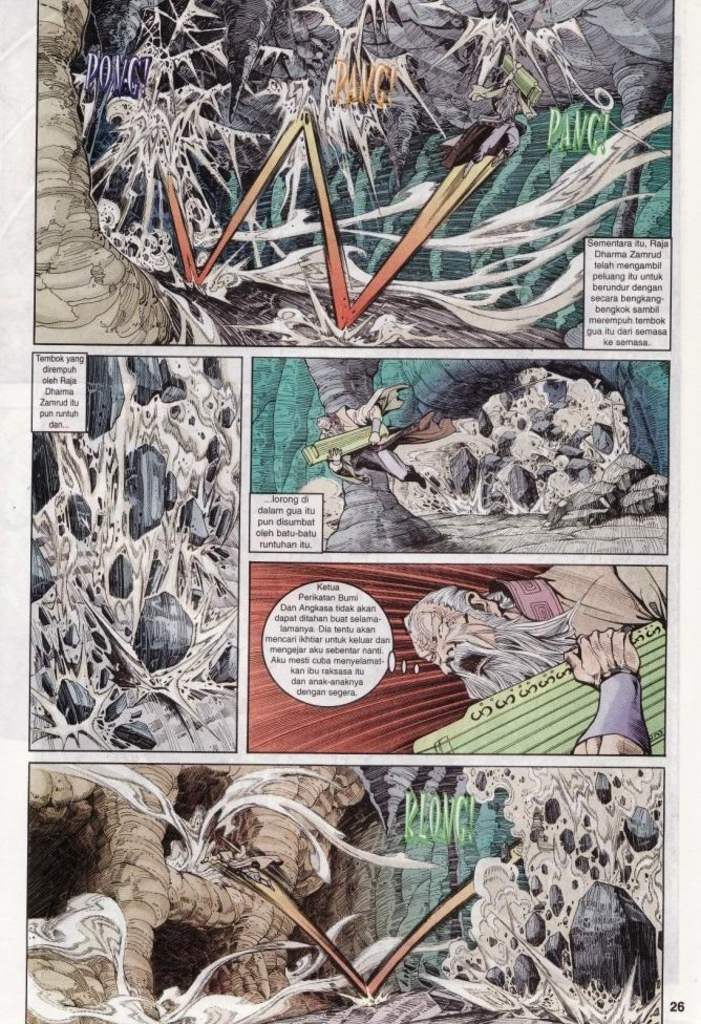 PONG!
PANG!
PANG!
Sementara itu, Raja
Dharma Zamrud
telah mengambil
peluang itu untuk
berundur dengan
secara bengkang-
bengkok sambil
merempuh tembok
gua itu dari semasa
ke semasa.
Tembok yang
dirempuh
oleh Raja
Dharma
Zamrud itu
pun runtuh
dan...
...lorong di
dalam gua itu
pun disumbat
oleh batu-batu
runtuhan itu.
Ketua
Perikatan Bumi
Dan Angkasa tidak akan
dapat ditahan buat selama-
lamanya. Dia tentu akan
mencari ikhtiar untuk keluar dan
mengejar aku sebentar nanti.
Aku mesti cuba menyelamat-
kan ibu raksasa itu
dan anak-anaknya
dengan segera.
BLONG!
26